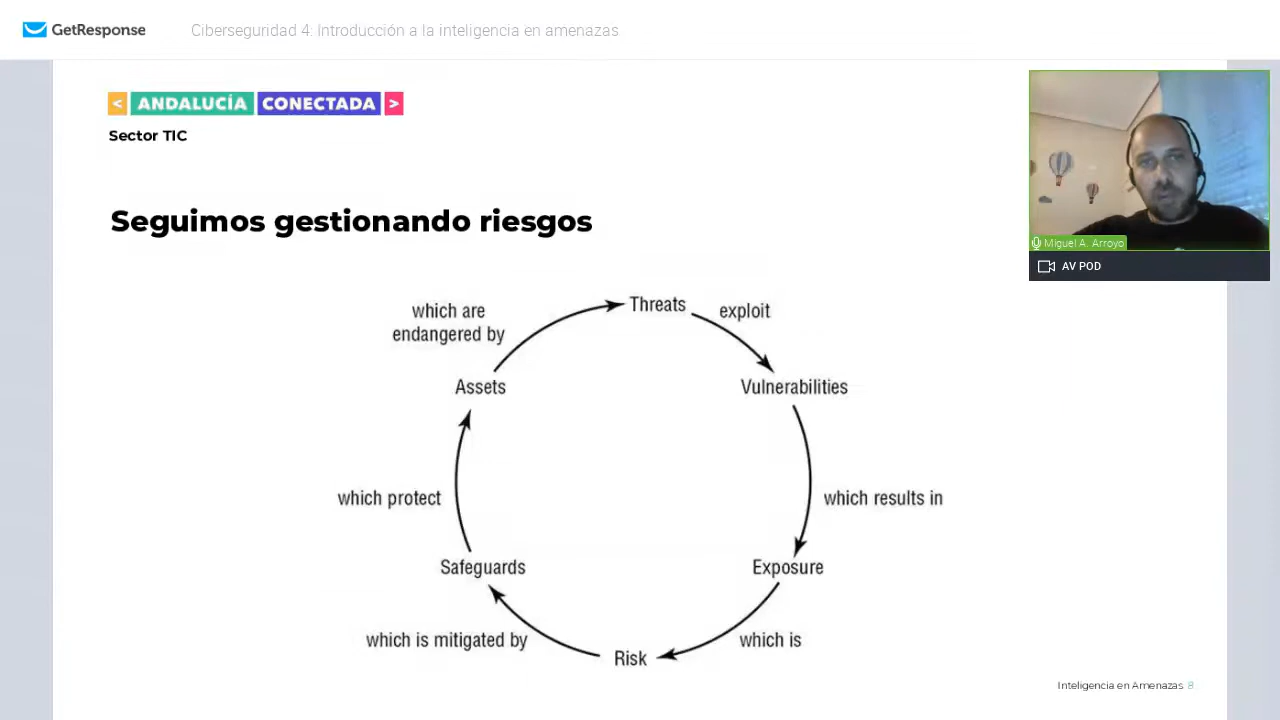 GetResponse
Ciberseguridad 4: Introducción a la inteligencia en amenazas
< ANDALUCÍA CONECTADA >
Sector TIC
Miguel A. Arroyo
AV POD
Seguimos gestionando riesgos
which are
endangered by
Threats
exploit
Assets
Vulnerabilities
which protect
which results in
Safeguards
Exposure
which is mitigated by
which is
Risk
Inteligencia en Amenazas 8